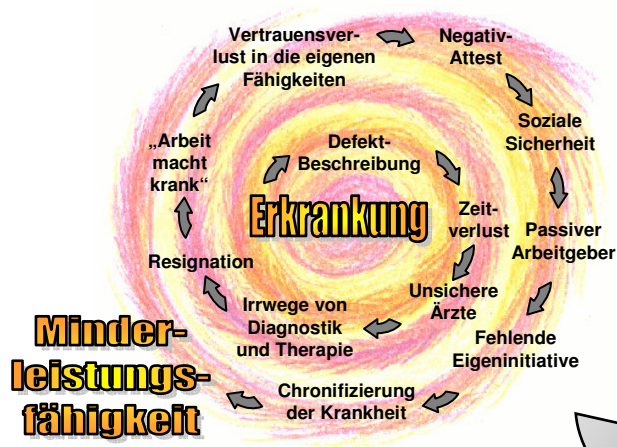 Erkrankung
Defekt-
Beschreibung
Zeit-
verlust
Unsichere
Ärzte
Irrwege von
Diagnostik
und Therapie
Resignation
„Arbeit
macht
krank“
Vertrauensver-
lust in die eigenen
Fähigkeiten
Negativ-
Attest
Soziale
Sicherheit
Passiver
Arbeitgeber
Fehlende
Eigeninitiative
Chronifizierung
der Krankheit
Minder-
leistungs-
fähigkeit